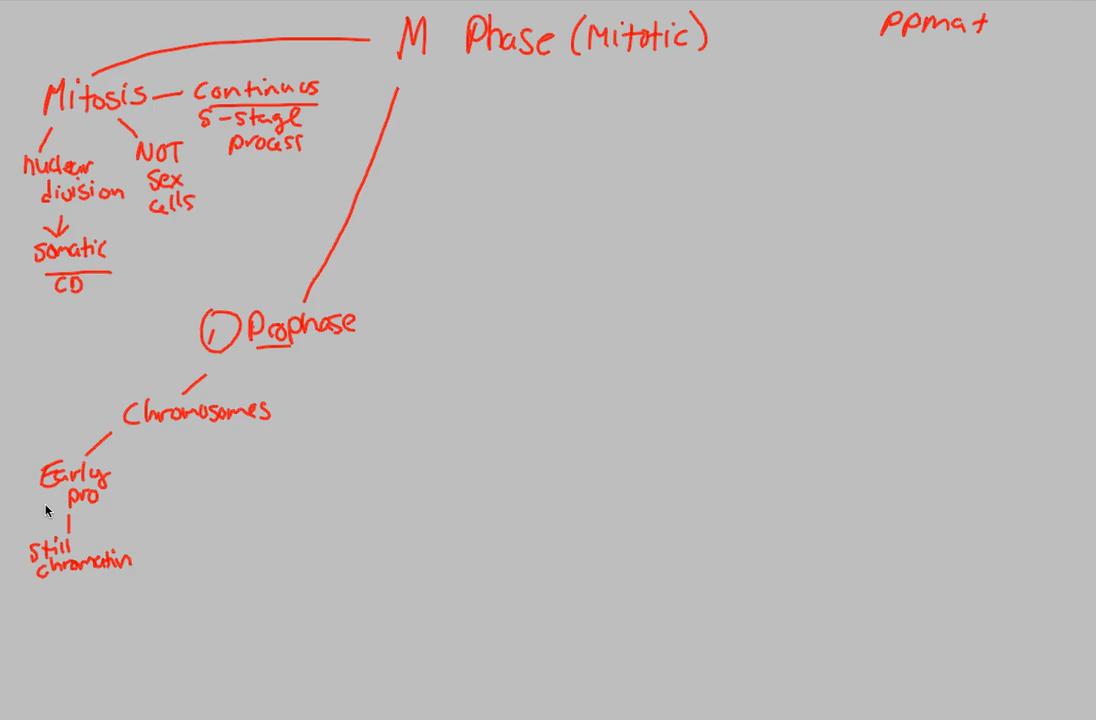 M Phase (Mitotic)
ppmat
Mitosis
Continuos
5-stage
process
nuclear
division
NOT
sex
cells
somatic
CD
1 Prophase
Chromosomes
Early
pro
still
chromatin